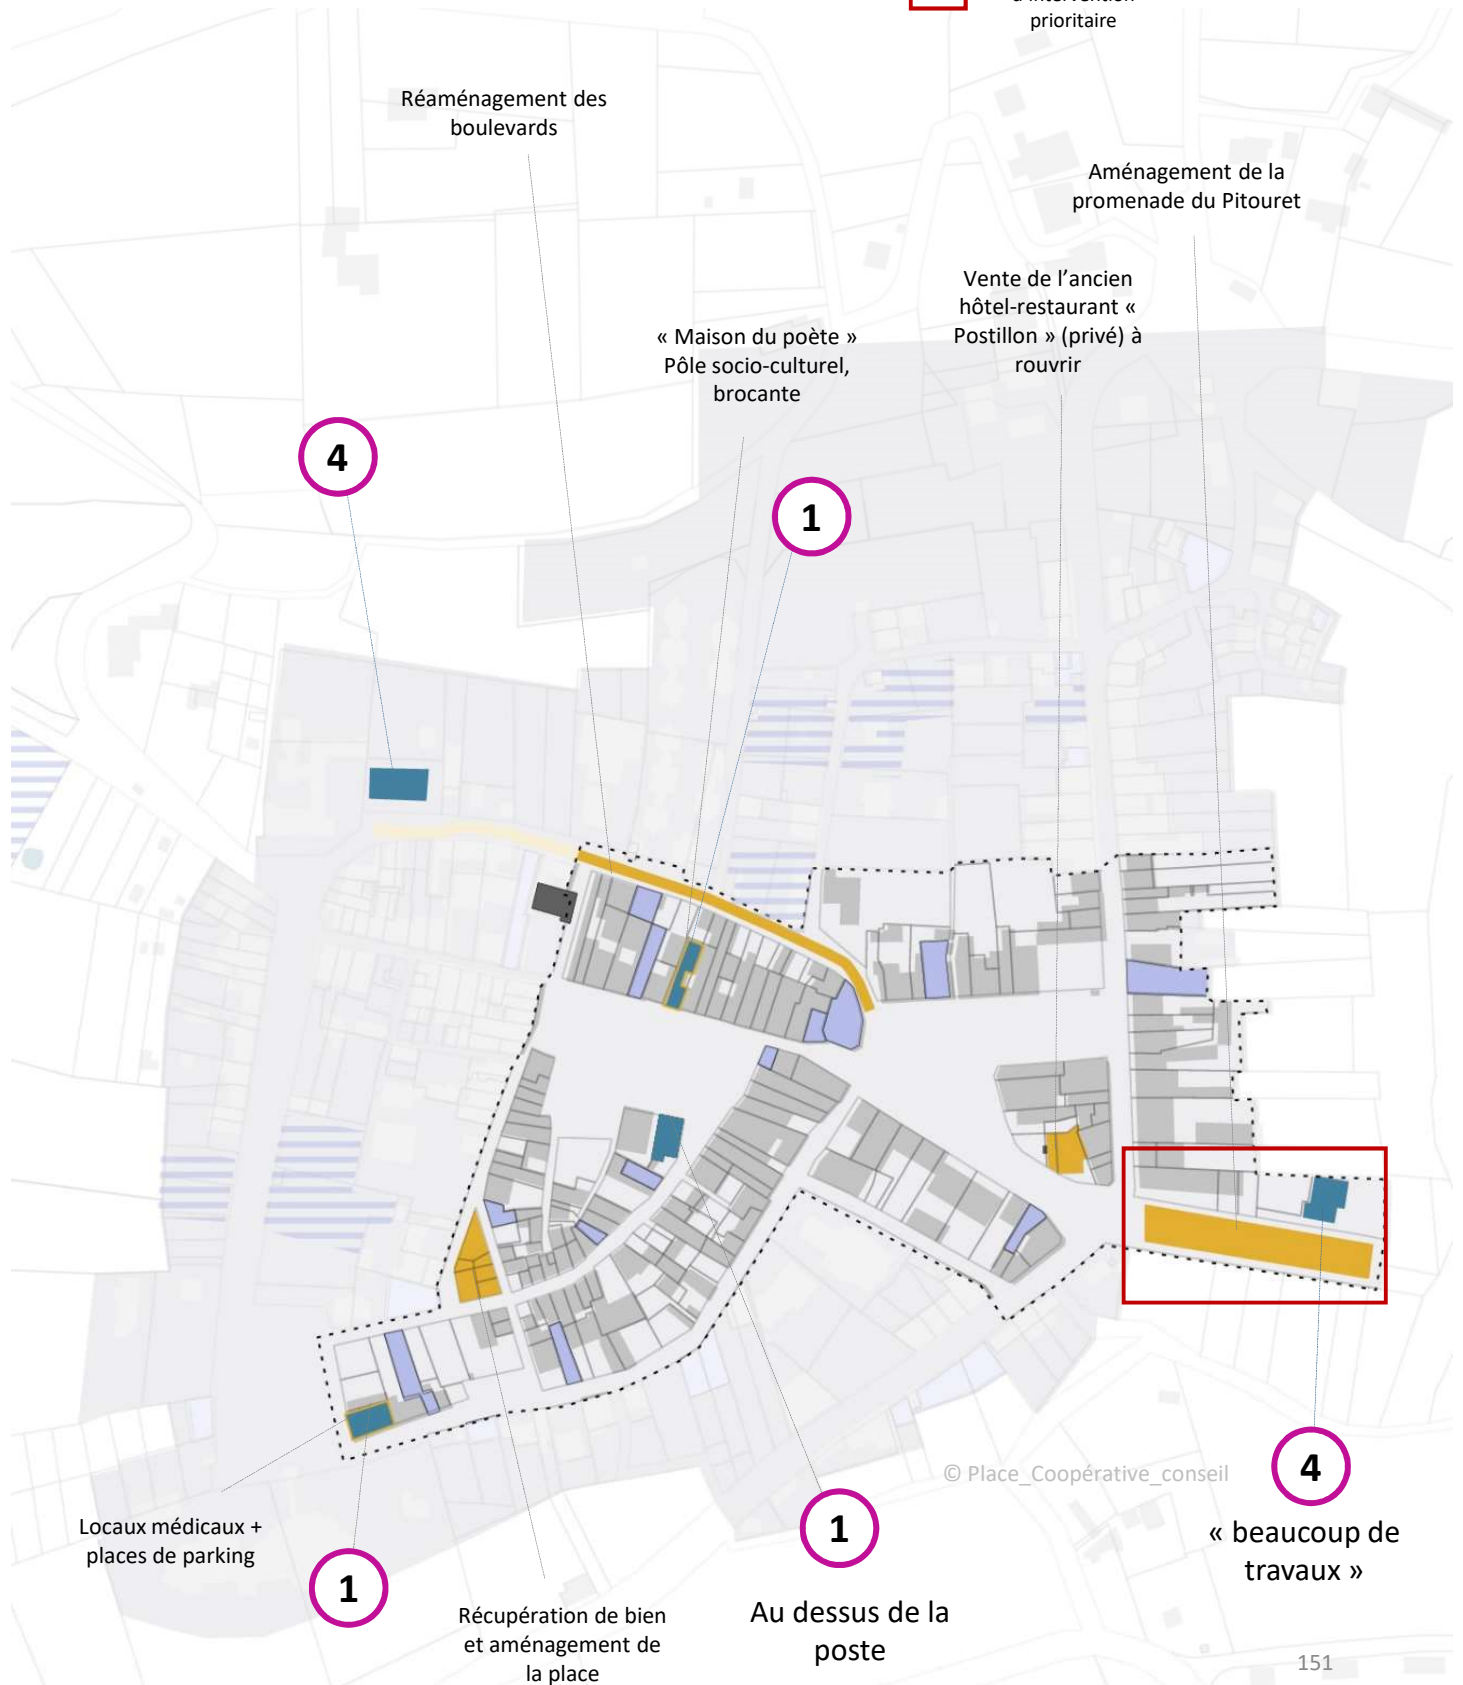 d'intervention
prioritaire
Réaménagement des
boulevards
Aménagement de la
promenade du Pitouret
Vente de l'ancien
hôtel-restaurant «
Postillon » (privé) à
rouvrir
« Maison du poète »
Pôle socio-culturel,
brocante
4
1
© Place_Coopérative_conseil
4
« beaucoup de
travaux »
1
Au dessus de la
poste
Locaux médicaux +
places de parking
1
Récupération de bien
et aménagement de
la place
151